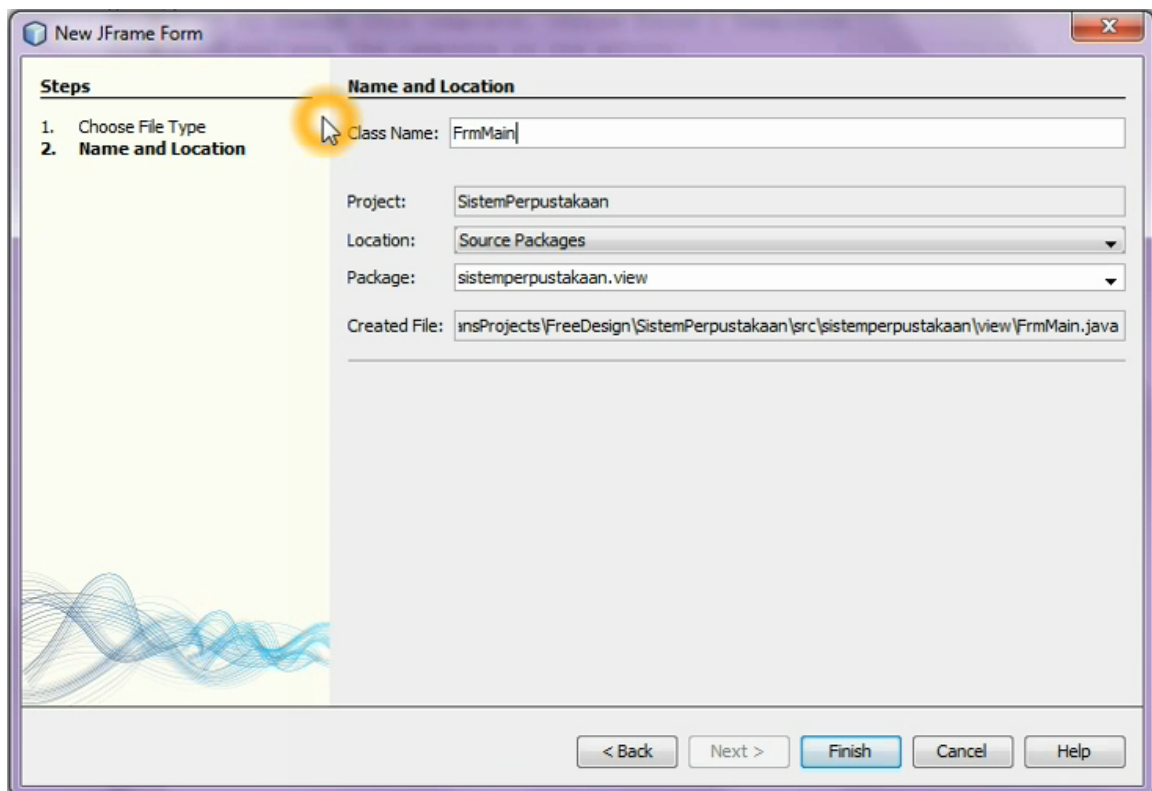 New JFrame Form
Steps
1. Choose File Type
2. Name and Location
Name and Location
Class Name: FrmMain
Project: SistemPerpustakaan
Location: Source Packages
Package: sistemperpustakaan.view
Created File: ansProjects\FreeDesign\SistemPerpustakaan\src\sistemperpustakaan\view\FrmMain.java
< Back Next > Finish Cancel Help